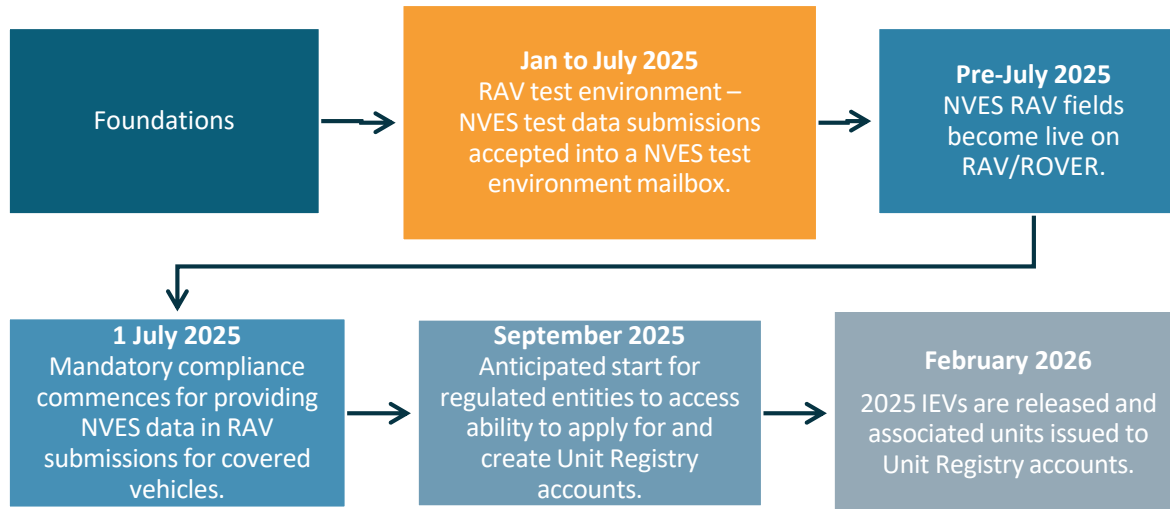 Foundations
Jan to July 2025
RAV test environment –
NVES test data submissions
accepted into a NVES test
environment mailbox.
Pre-July 2025
NVES RAV fields
become live on
RAV/ROVER.
1 July 2025
Mandatory compliance
commences for providing
NVES data in RAV
submissions for covered
vehicles.
September 2025
Anticipated start for
regulated entities to access
ability to apply for and
create Unit Registry
accounts.
February 2026
2025 IEVs are released and
associated units issued to
Unit Registry accounts.